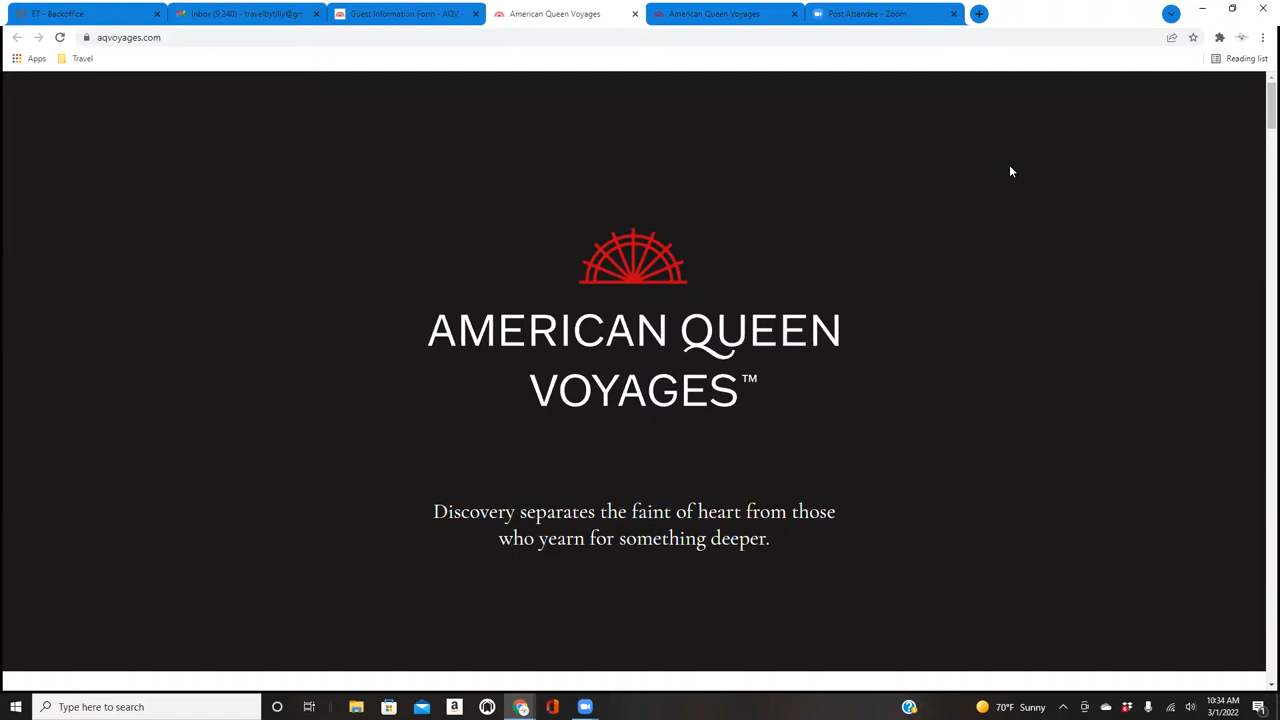 ET - Backoffice
Inbox (9,240) - travelbytilly@gm
Guest Information Form - AQV -
American Queen Voyages
American Queen Voyages
Post Attendee - Zoom
aqvoyages.com
Apps
Travel
Reading list
AMERICAN QUEEN
VOYAGES™
Discovery separates the faint of heart from those
who yearn for something deeper.
Type here to search
70°F Sunny
10:34 AM
3/1/2022